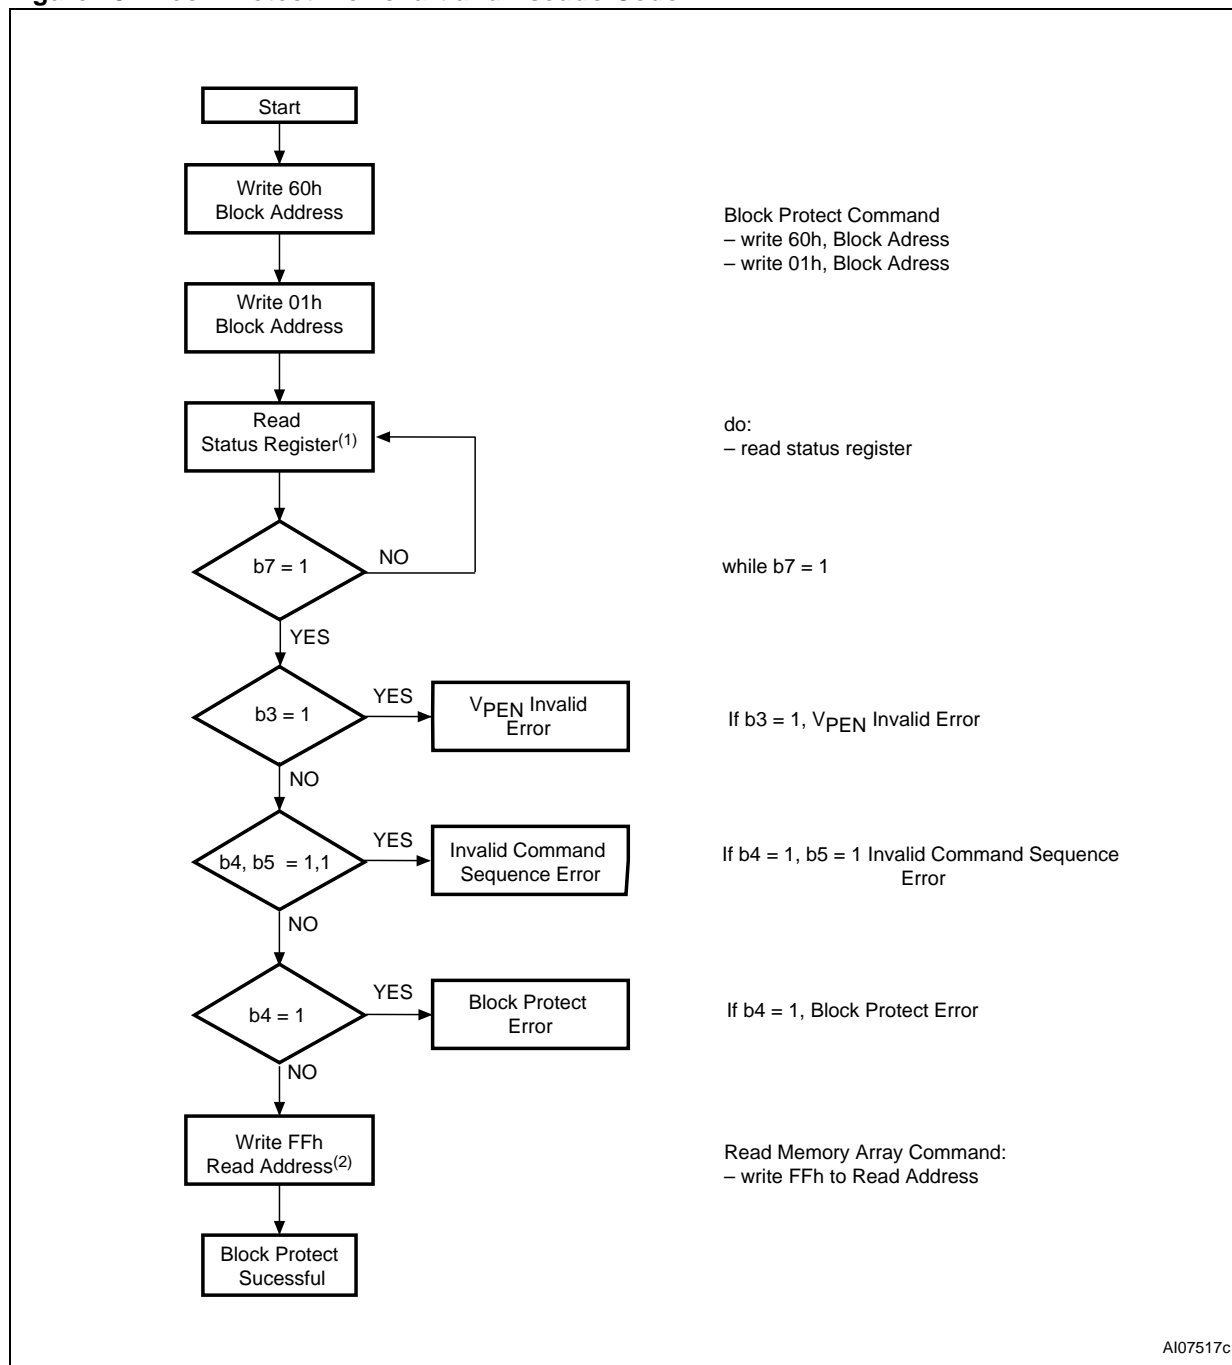 Start
Write 60h
Block Address
Block Protect Command
– write 60h, Block Adress
– write 01h, Block Adress
Write 01h
Block Address
Read
Status Register(1)
do:
– read status register
b7 = 1
NO
while b7 = 1
YES
b3 = 1
YES
VPEN Invalid
Error
If b3 = 1, VPEN Invalid Error
NO
b4, b5 = 1,1
YES
Invalid Command
Sequence Error
If b4 = 1, b5 = 1 Invalid Command Sequence
Error
NO
b4 = 1
YES
Block Protect
Error
If b4 = 1, Block Protect Error
NO
Write FFh
Read Address(2)
Read Memory Array Command:
– write FFh to Read Address
Block Protect
Sucessful
AI07517c